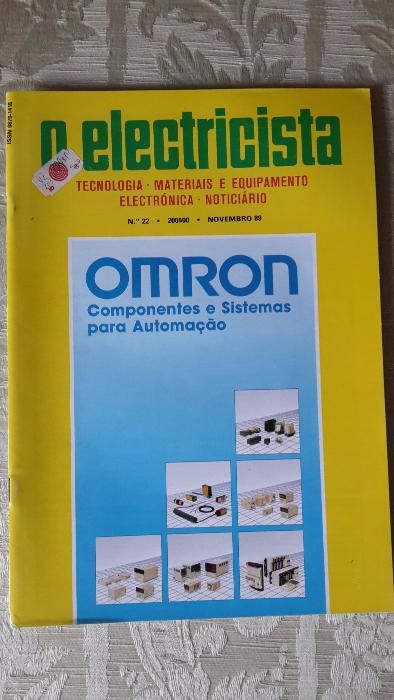 o electricista
TECNOLOGIA · MATERIAIS E EQUIPAMENTO
ELECTRÓNICA · NOTICIÁRIO
N.º 22 • 200$00 • NOVEMBRO 89
OMRON
Componentes e Sistemas
para Automação